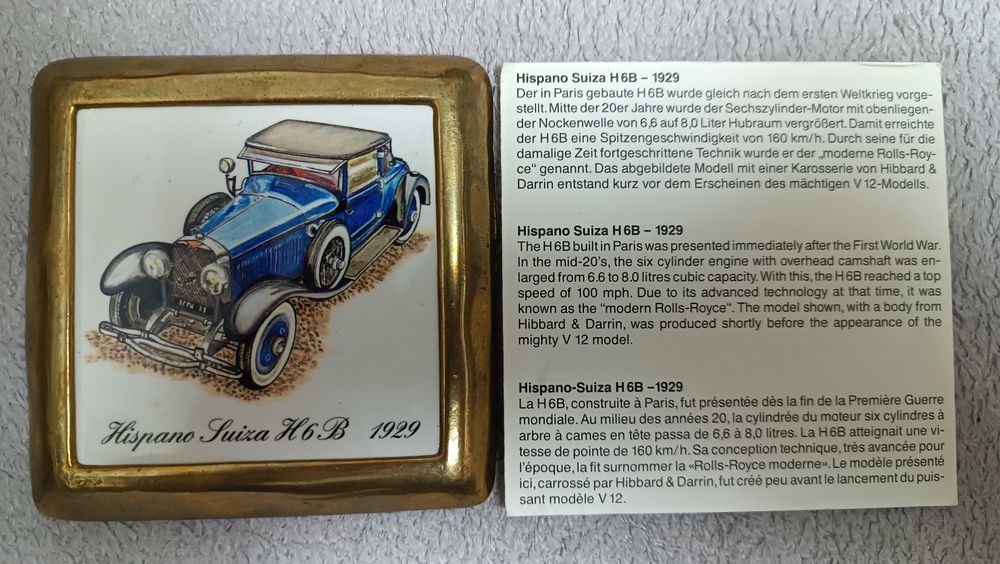 HN 11
Hispano Suiza H6B 1929
Hispano Suiza H6B – 1929
Der in Paris gebaute H6B wurde gleich nach dem ersten Weltkrieg vorge-
stellt. Mitte der 20er Jahre wurde der Sechszylinder-Motor mit obenliegen-
der Nockenwelle von 6,6 auf 8,0 Liter Hubraum vergrößert. Damit erreichte
der H6B eine Spitzengeschwindigkeit von 160 km/h. Durch seine für die
damalige Zeit fortgeschrittene Technik wurde er der „moderne Rolls-Roy-
ce“ genannt. Das abgebildete Modell mit einer Karosserie von Hibbard &
Darrin entstand kurz vor dem Erscheinen des mächtigen V12-Modells.
Hispano Suiza H6B – 1929
The H6B built in Paris was presented immediately after the First World War.
In the mid-20's, the six cylinder engine with overhead camshaft was en-
larged from 6.6 to 8.0 litres cubic capacity. With this, the H6B reached a top
speed of 100 mph. Due to its advanced technology at that time, it was
known as the “modern Rolls-Royce“. The model shown, with a body from
Hibbard & Darrin, was produced shortly before the appearance of the
mighty V 12 model.
Hispano-Suiza H6B –1929
La H6B, construite à Paris, fut présentée dès la fin de la Première Guerre
mondiale. Au milieu des années 20, la cylindrée du moteur six cylindres à
arbre à cames en tête passa de 6,6 à 8,0 litres. La H6B atteignait une vi-
tesse de pointe de 160 km/h. Sa conception technique, très avancée pour
l'époque, la fit surnommer la «Rolls-Royce moderne». Le modèle présenté
ici, carrossé par Hibbard & Darrin, fut créé peu avant le lancement du puis-
sant modèle V12.